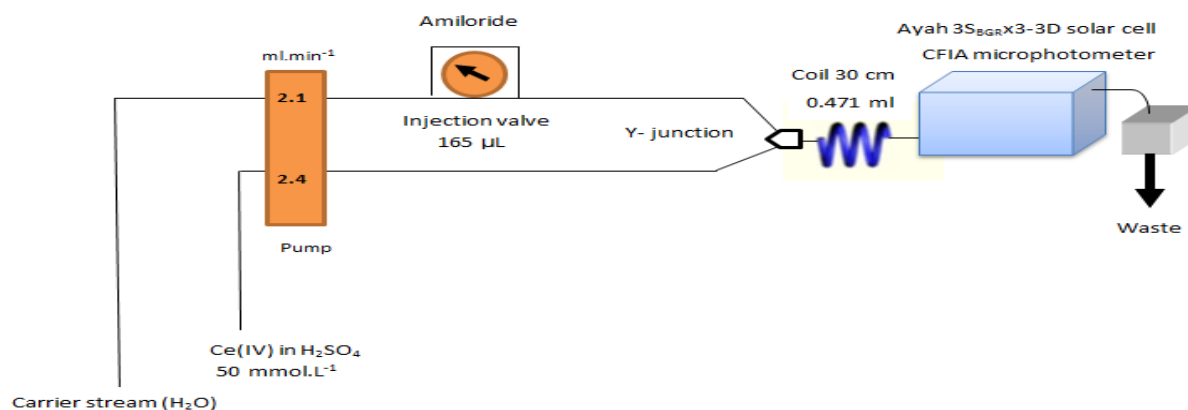 Amiloride
Ayah 3S_BGRx3-3D solar cell
CFIA microphotometer
ml.min⁻¹
Coil 30 cm
0.471 ml
2.1
Injection valve
165 µL
Y- junction
2.4
Pump
Waste
Ce(IV) in H₂SO₄
50 mmol.L⁻¹
Carrier stream (H₂O)